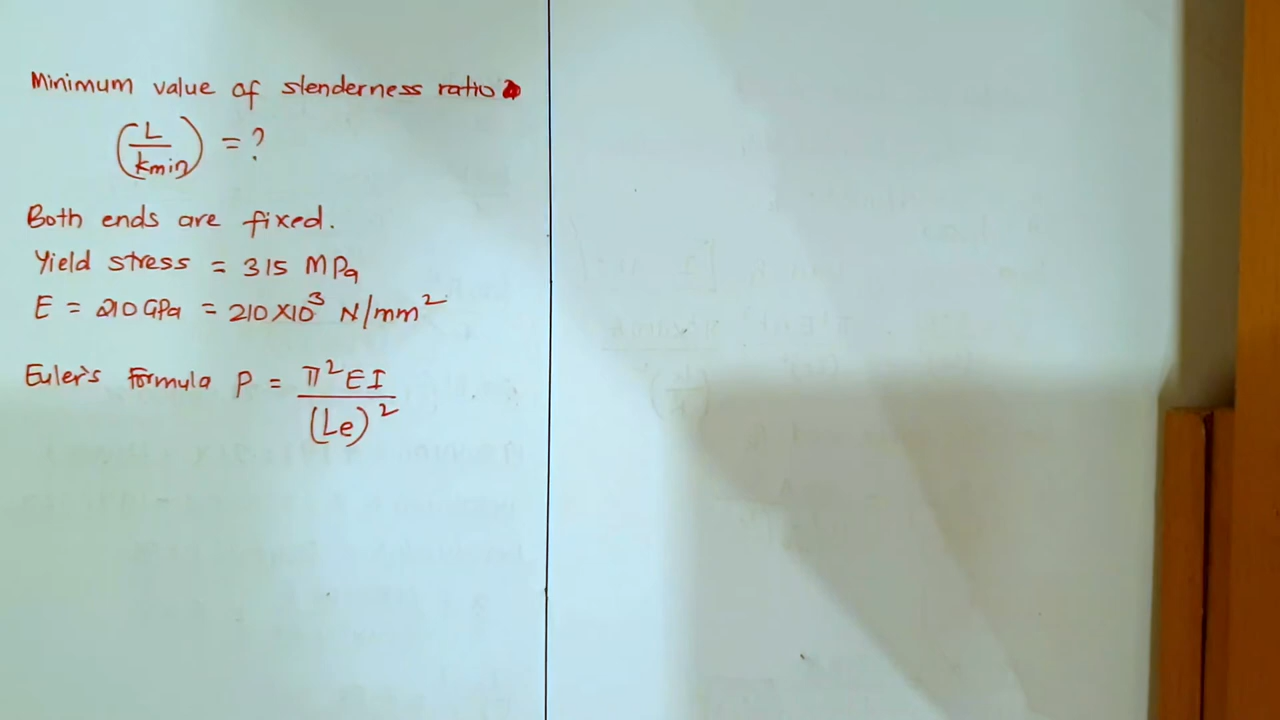 Minimum value of slenderness ratio
(L/kmin) = ?
Both ends are fixed.
Yield stress = 315 MPa
E = 210 GPa = 210 X 10³ N/mm²
Euler's formula P = π²EI/(Le)²